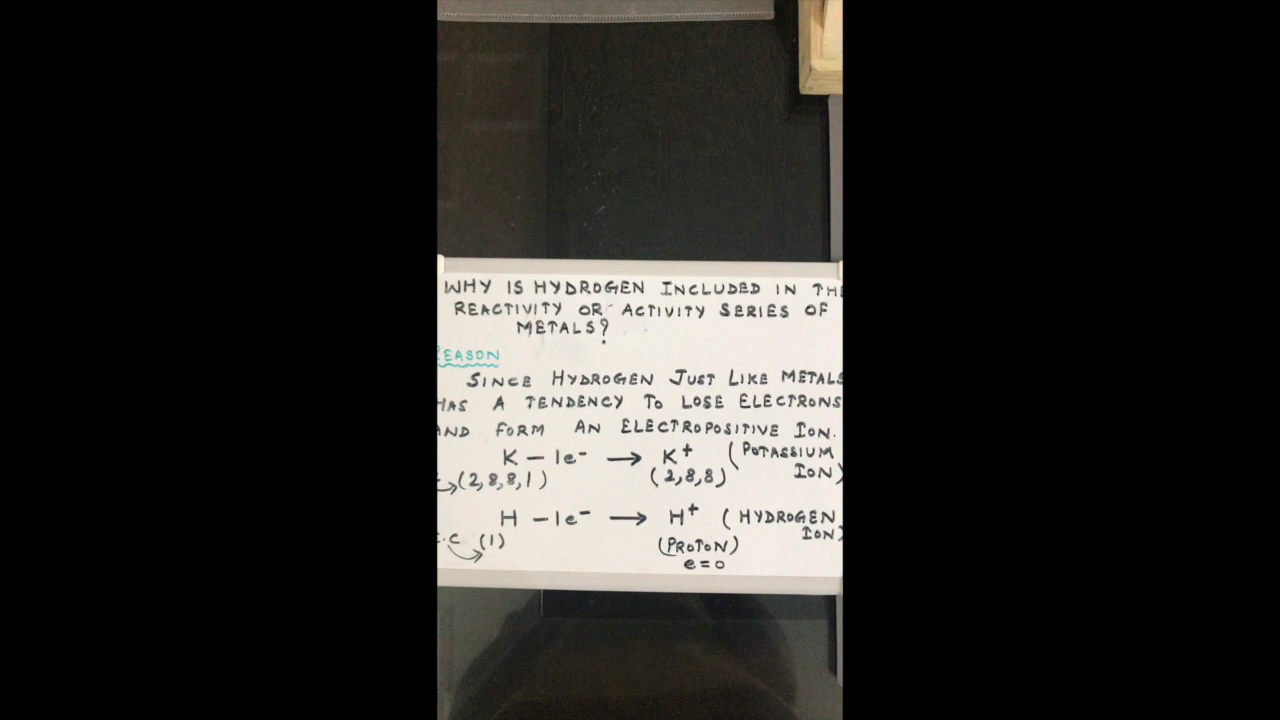 WHY IS HYDROGEN INCLUDED IN THE
REACTIVITY OR ACTIVITY SERIES OF
METALS?
REASON
SINCE HYDROGEN JUST LIKE METALS
HAS A TENDENCY TO LOSE ELECTRONS
AND FORM AN ELECTROPOSITIVE ION.
K – 1e⁻ → K⁺ (POTASSIUM
(2,8,8,1) (2,8,8) ION)
H – 1e⁻ → H⁺ (HYDROGEN
E.C (1) ION)
(PROTON)
e = 0